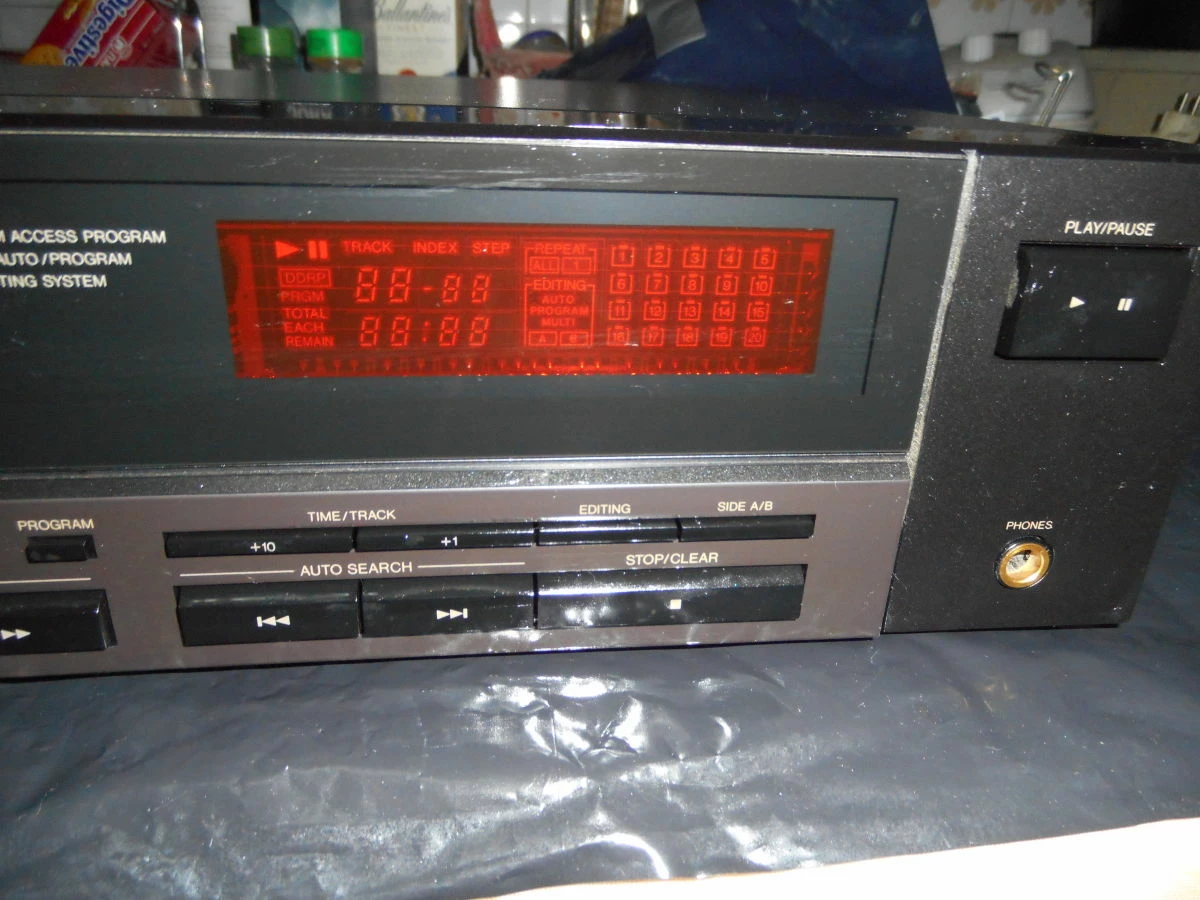 Digestive
Ballantine's
FINEST
M ACCESS PROGRAM
AUTO/PROGRAM
TING SYSTEM
TRACK INDEX STEP
DDRP
PRGM
TOTAL
EACH
REMAIN
88-88
88:88
REPEAT
ALL 1
EDITING
AUTO
PROGRAM
MULTI
A B
1 2 3 4 5
6 7 8 9 10
11 12 13 14 15
16 17 18 19 20
PLAY/PAUSE
PROGRAM
TIME/TRACK
EDITING
SIDE A/B
+10
+1
AUTO SEARCH
STOP/CLEAR
PHONES